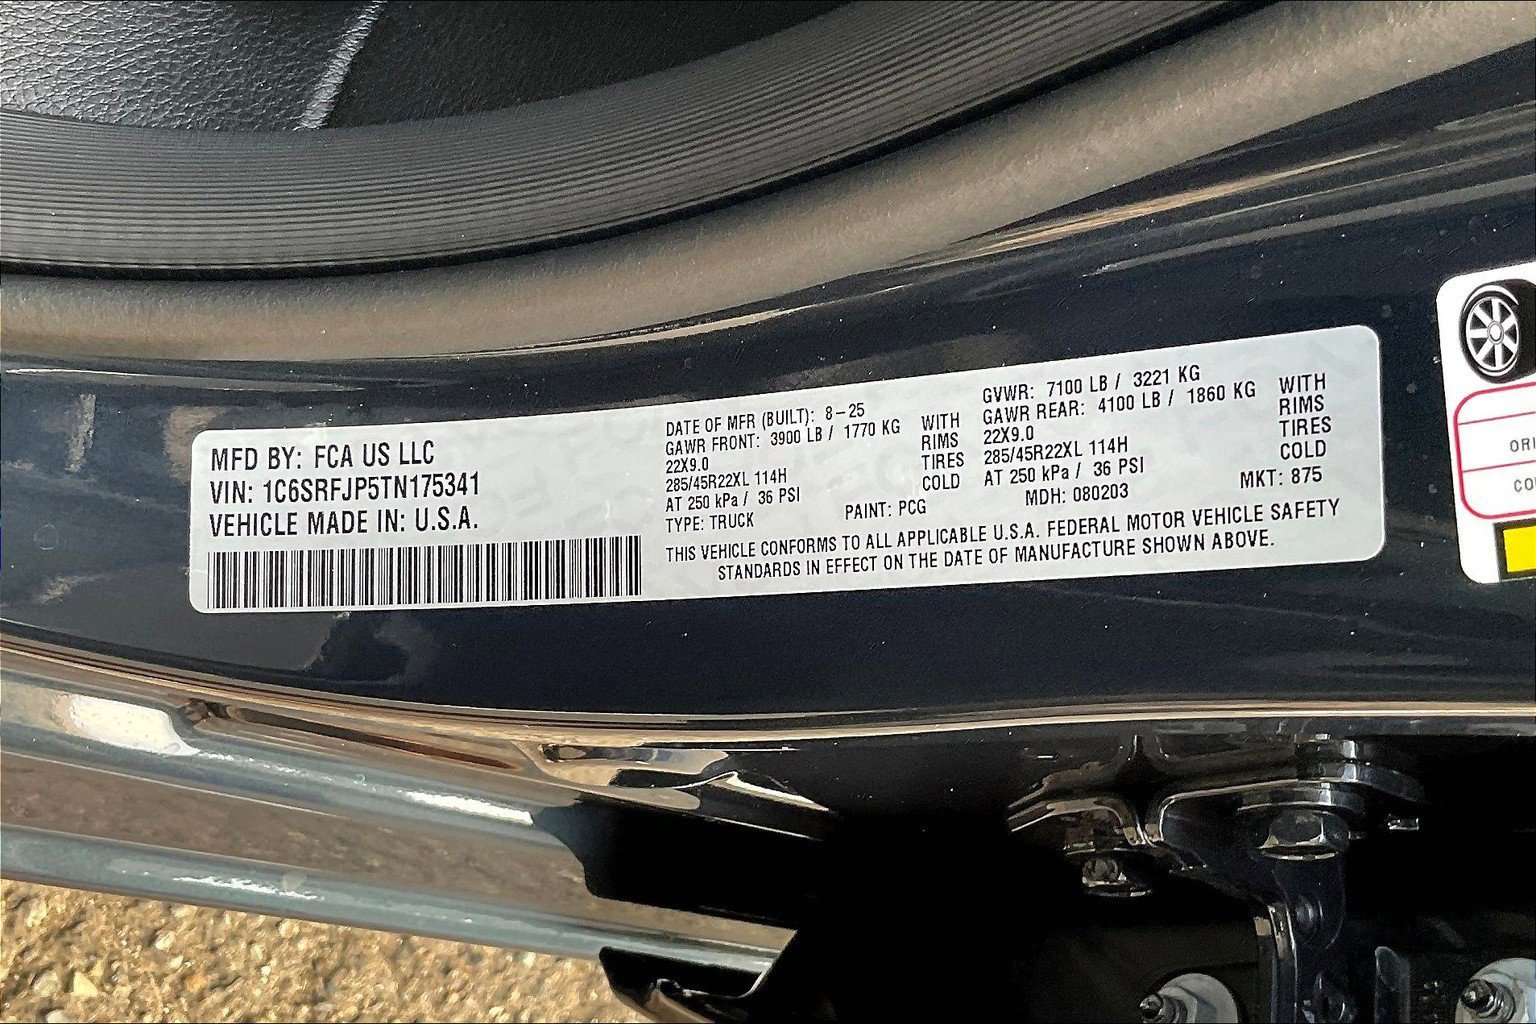 MFD BY: FCA US LLC
VIN: 1C6SRFJP5TN175341
VEHICLE MADE IN: U.S.A.
DATE OF MFR (BUILT): 8-25
GAWR FRONT: 3900 LB / 1770 KG WITH
22X9.0 RIMS
285/45R22XL 114H TIRES
AT 250 kPa / 36 PSI COLD
TYPE: TRUCK PAINT: PCG
GVWR: 7100 LB / 3221 KG
GAWR REAR: 4100 LB / 1860 KG WITH
22X9.0 RIMS
285/45R22XL 114H TIRES
AT 250 kPa / 36 PSI COLD
MDH: 080203 MKT: 875
THIS VEHICLE CONFORMS TO ALL APPLICABLE U.S.A. FEDERAL MOTOR VEHICLE SAFETY
STANDARDS IN EFFECT ON THE DATE OF MANUFACTURE SHOWN ABOVE.